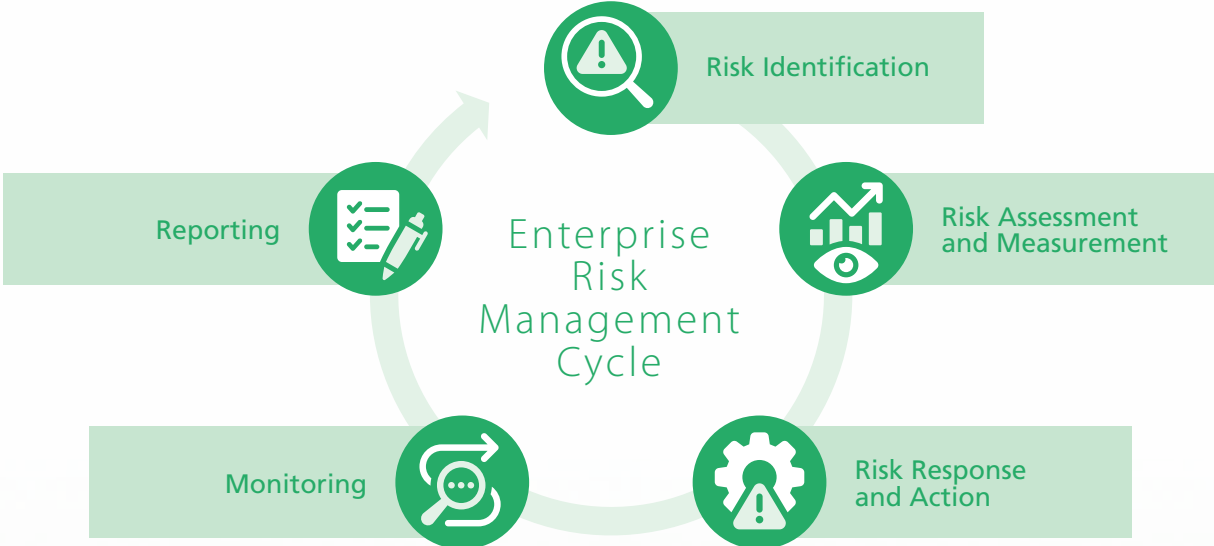 Risk Identification
Risk Assessment
and Measurement
Risk Response
and Action
Monitoring
Reporting
Enterprise
Risk
Management
Cycle